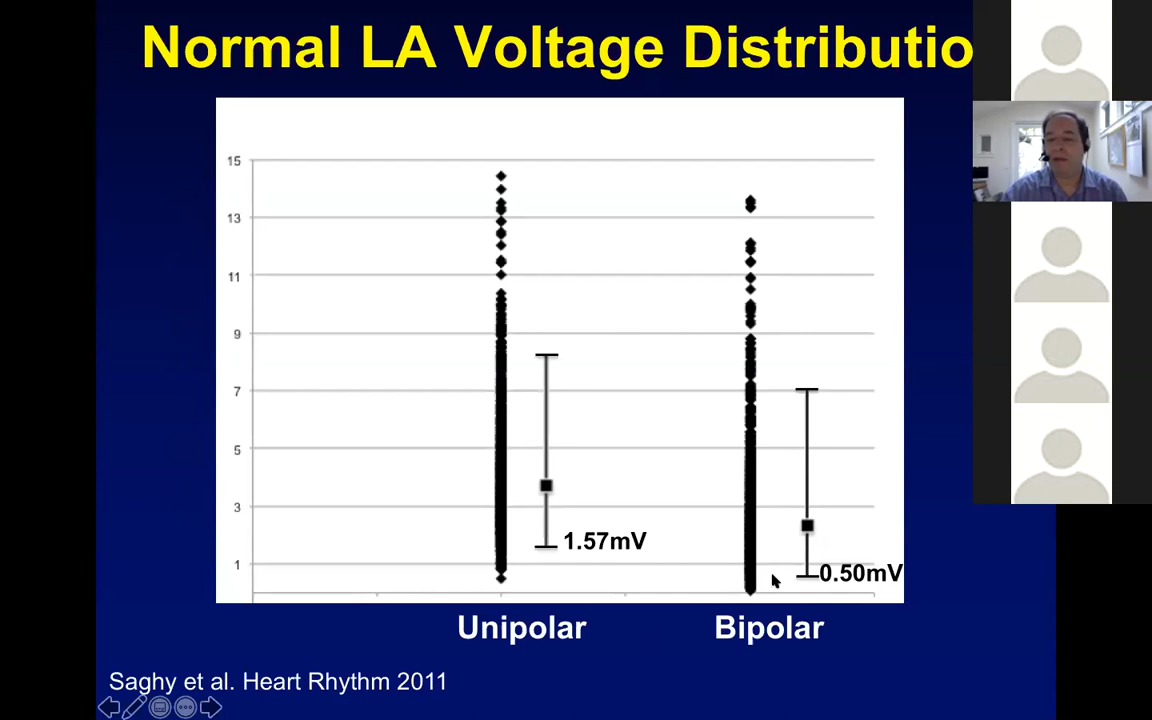 Normal LA Voltage Distributio
15
13
11
9
7
5
3
1
1.57mV
0.50mV
Unipolar
Bipolar
Saghy et al. Heart Rhythm 2011